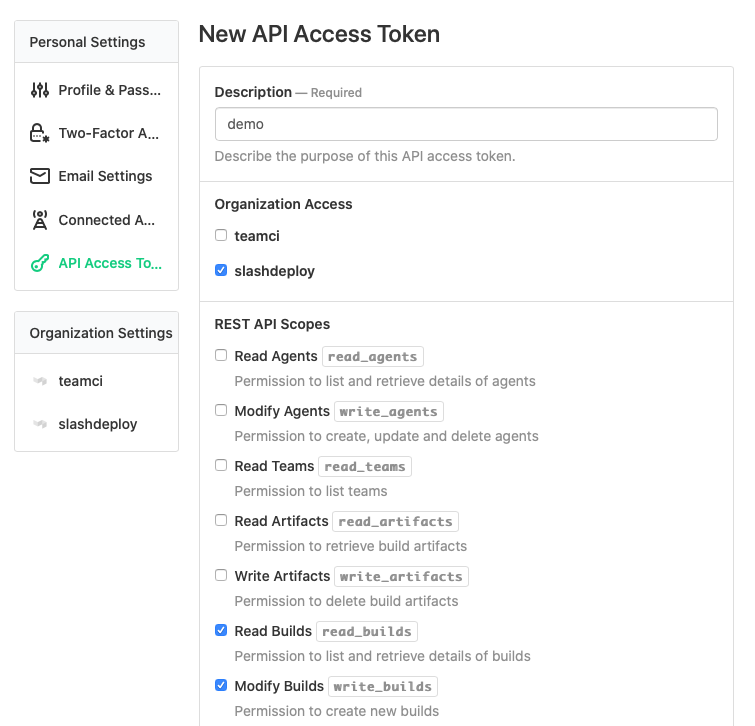 Personal Settings
Profile & Pass...
Two-Factor A...
Email Settings
Connected A...
API Access To...
Organization Settings
teamci
slashdeploy
New API Access Token
Description — Required
demo
Describe the purpose of this API access token.
Organization Access
teamci
slashdeploy
REST API Scopes
Read Agents read_agents
Permission to list and retrieve details of agents
Modify Agents write_agents
Permission to create, update and delete agents
Read Teams read_teams
Permission to list teams
Read Artifacts read_artifacts
Permission to retrieve build artifacts
Write Artifacts write_artifacts
Permission to delete build artifacts
Read Builds read_builds
Permission to list and retrieve details of builds
Modify Builds write_builds
Permission to create new builds